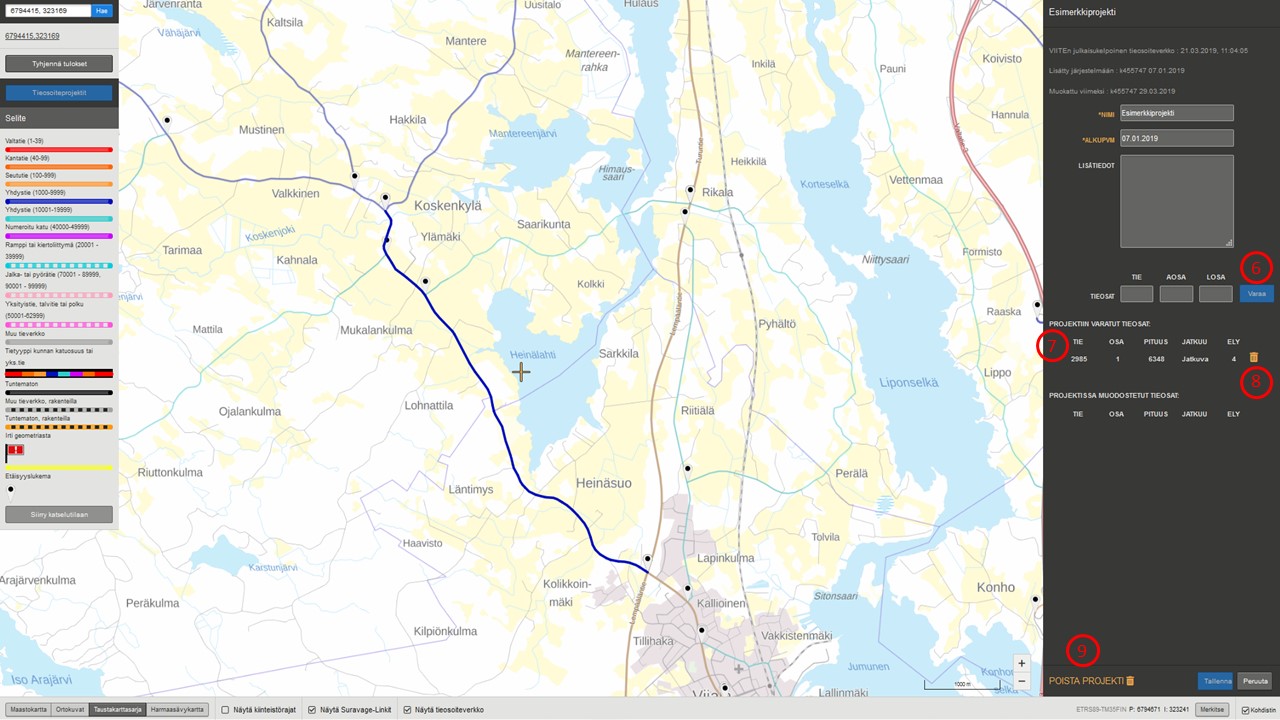 6794415, 323169
Hae
6794415,323169
Tyhjennä tulokset
Tieosoiteprojektit
Selite
Valtatie (1-39)
Kantatie (40-99)
Seututie (100-999)
Yhdystie (1000-9999)
Yhdystie (10001-19999)
Numeroitu katu (40000-49999)
Ramppi tai kiertoliittymä (20001 -
39999)
Jalka- tai pyörätie (70001 - 89999,
90001 - 99999)
Yksityistie, talvitie tai polku
(50001-62999)
Muu tieverkko
Tietyyppi kunnan katuosuus tai
yks.tie
Tuntematon
Muu tieverkko, rakenteilla
Tuntematon, rakenteilla
Irti geometriasta
Etäisyyslukema
Siirry katselutilaan
Järvenranta
Kaltsila
Uusitalo
Hulaus
Vähäjärvi
Mantere
Mantereen-
rahka
Inkilä
Pauni
Koivisto
Mustinen
Hakkila
Mantereenjärvi
Hannula
Heikkilä
Valkkinen
Himaus-
saari
Korteselkä
Vettenmaa
Rikala
Koskenkylä
Saarikunta
Koskenjoki
Ylämäki
Tarimaa
Kahnala
Formisto
Niittysaari
Kolkki
Raaska
Mattila
Mukalankulma
Pyhältö
Heinälahti
Särkkilä
Lippo
Liponselkä
Lohnattila
Ojalankulma
Riitiälä
Riuttonkulma
Perälä
Läntimys
Heinäsuo
Haavisto
Tolvila
Lapinkulma
Karstunjärvi
Arajärvenkulma
Kolikkoin-
mäki
Konho
Peräkulma
Sitonsaari
Kallioinen
Kilpiönkulma
Tillihaka
Vakkistenmäki
Iso Arajärvi
Jumunen
Lallinmäki
1000 m
+
−
Esimerkkiprojekti
VIITEn julkaisukelpoinen tieosoiteverkko : 21.03.2019, 11:04:05
Lisätty järjestelmään : k455747 07.01.2019
Muokattu viimeksi : k455747 29.03.2019
*NIMI
Esimerkkiprojekti
*ALKUPVM
07.01.2019
LISÄTIEDOT
6
TIE AOSA LOSA
TIEOSAT
Varaa
PROJEKTIIN VARATUT TIEOSAT:
7
TIE OSA PITUUS JATKUU ELY
2985 1 6348 Jatkuva 4
8
PROJEKTISSA MUODOSTETUT TIEOSAT:
TIE OSA PITUUS JATKUU ELY
9
POISTA PROJEKTI
Tallenna
Peruuta
Maastokartta
Ortokuvat
Taustakarttasarja
Harmaasävykartta
Näytä kiinteistörajat
Näytä Suravage-Linkit
Näytä tieosoiteverkko
ETRS89-TM35FIN P: 6794671 I: 323241
Merkitse
Kohdistin